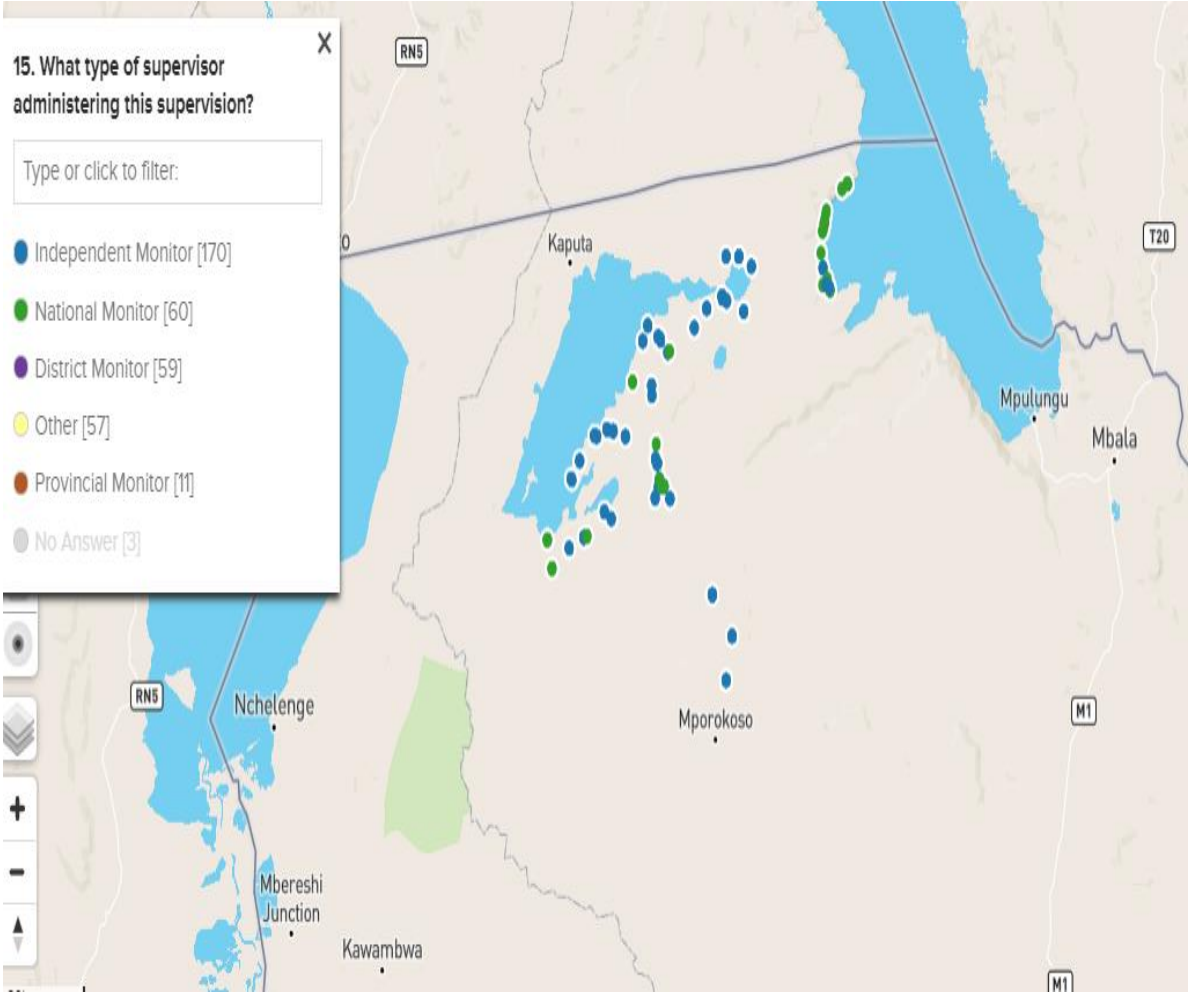 15. What type of supervisor
administering this supervision?
X
Type or click to filter:
Independent Monitor [170]
National Monitor [60]
District Monitor [59]
Other [57]
Provincial Monitor [11]
No Answer [3]
RN5
Kaputa
T20
Mpulungu
Mbala
RN5
Nchelenge
Mporokoso
M1
Mbereshi
Junction
Kawambwa
M1